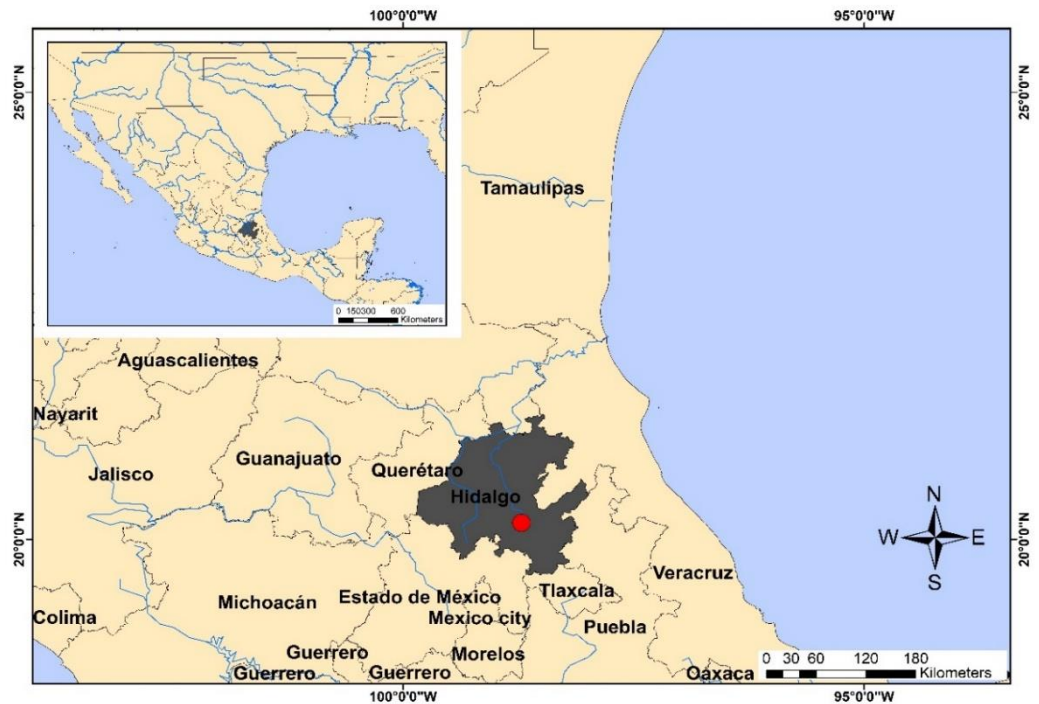 100°0'0"W
95°0'0"W
25°0'0"N
25°0'0"N
0 150300 600
Kilometers
Tamaulipas
Aguascalientes
Nayarit
Jalisco
Guanajuato
Querétaro
Hidalgo
N
W
E
S
20°0'0"N
20°0'0"N
Veracruz
Tlaxcala
Estado de México
Michoacán
Colima
Mexico city
Puebla
Guerrero
Morelos
Guerrero
Guerrero
Oaxaca
0 30 60 120 180
Kilometers
100°0'0"W
95°0'0"W